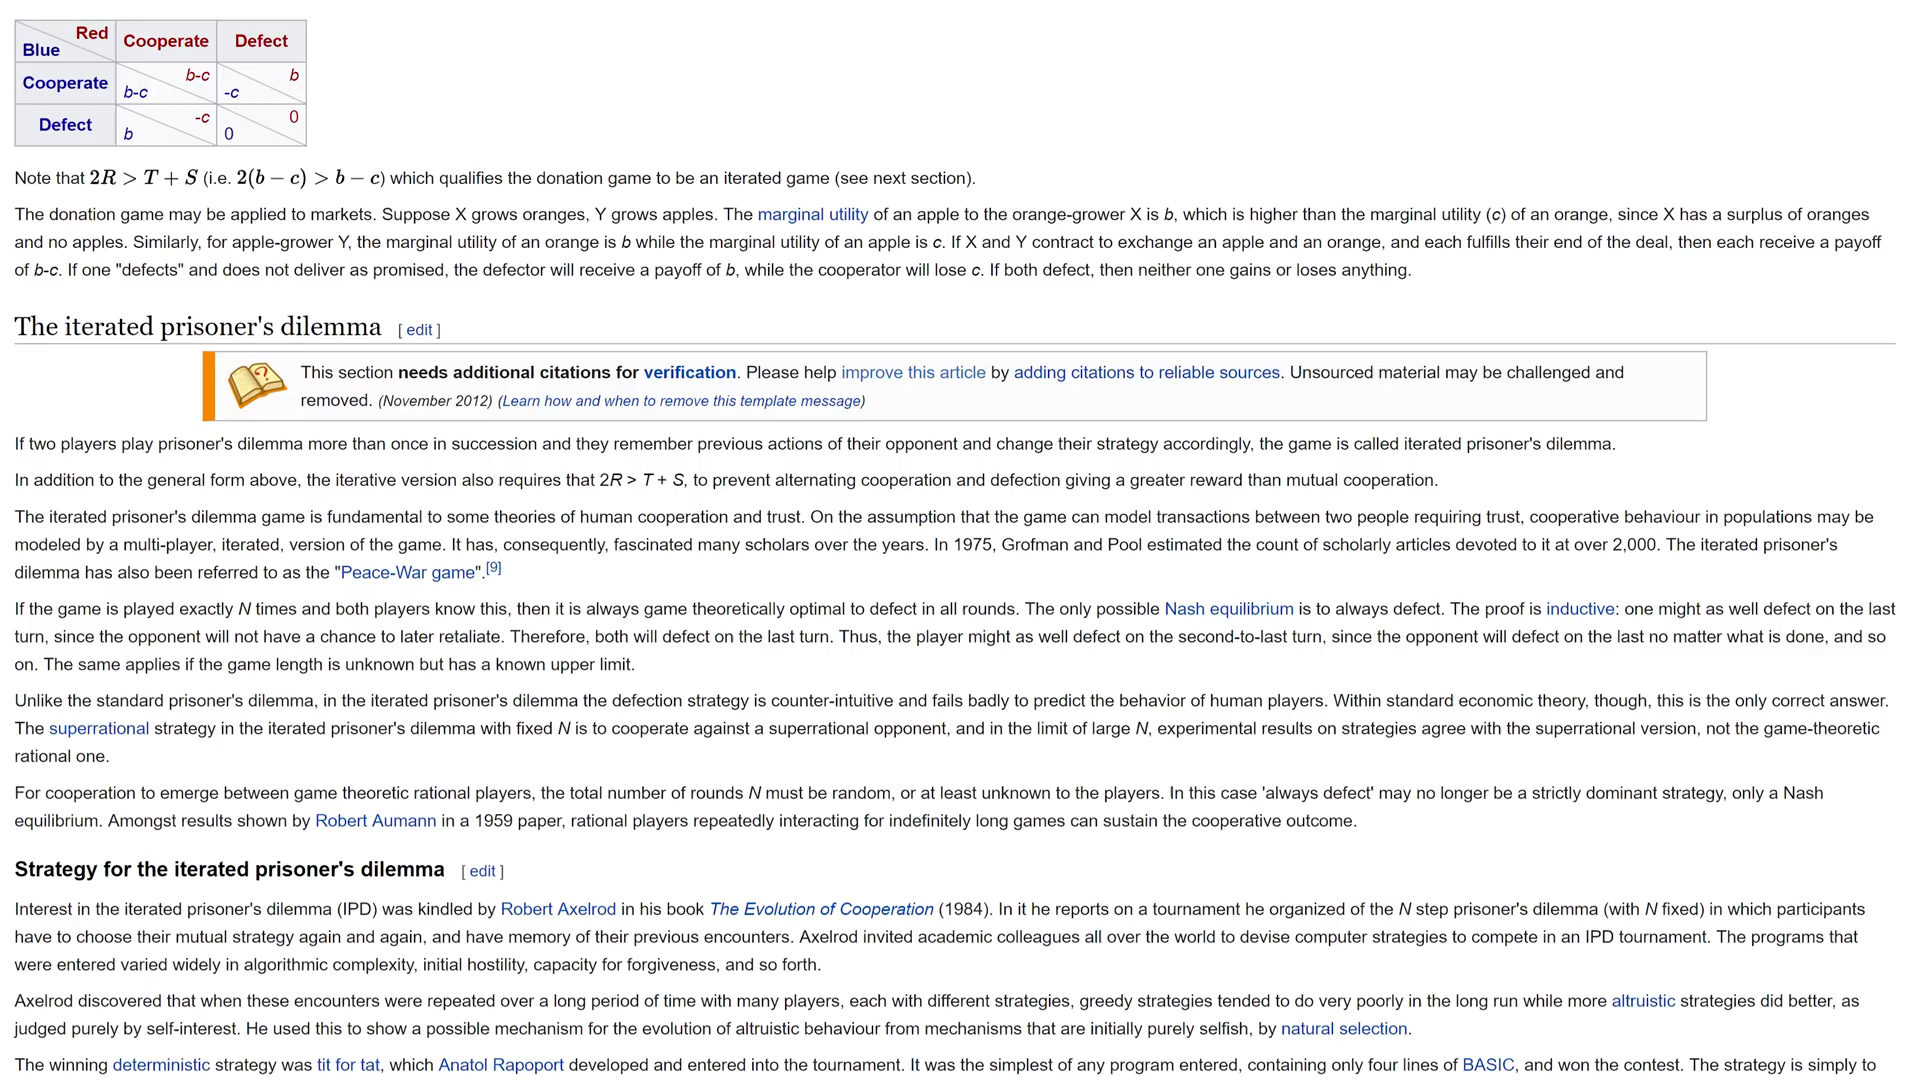 Red
Blue
Cooperate Defect
Cooperate
b-c
b-c
b
-c
Defect
-c
b
0
0
Note that 2R > T + S (i.e. 2(b − c) > b − c) which qualifies the donation game to be an iterated game (see next section).
The donation game may be applied to markets. Suppose X grows oranges, Y grows apples. The marginal utility of an apple to the orange-grower X is b, which is higher than the marginal utility (c) of an orange, since X has a surplus of oranges
and no apples. Similarly, for apple-grower Y, the marginal utility of an orange is b while the marginal utility of an apple is c. If X and Y contract to exchange an apple and an orange, and each fulfills their end of the deal, then each receive a payoff
of b-c. If one "defects" and does not deliver as promised, the defector will receive a payoff of b, while the cooperator will lose c. If both defect, then neither one gains or loses anything.
The iterated prisoner's dilemma [ edit ]
This section needs additional citations for verification. Please help improve this article by adding citations to reliable sources. Unsourced material may be challenged and
removed. (November 2012) (Learn how and when to remove this template message)
If two players play prisoner's dilemma more than once in succession and they remember previous actions of their opponent and change their strategy accordingly, the game is called iterated prisoner's dilemma.
In addition to the general form above, the iterative version also requires that 2R > T + S, to prevent alternating cooperation and defection giving a greater reward than mutual cooperation.
The iterated prisoner's dilemma game is fundamental to some theories of human cooperation and trust. On the assumption that the game can model transactions between two people requiring trust, cooperative behaviour in populations may be
modeled by a multi-player, iterated, version of the game. It has, consequently, fascinated many scholars over the years. In 1975, Grofman and Pool estimated the count of scholarly articles devoted to it at over 2,000. The iterated prisoner's
dilemma has also been referred to as the "Peace-War game".[9]
If the game is played exactly N times and both players know this, then it is always game theoretically optimal to defect in all rounds. The only possible Nash equilibrium is to always defect. The proof is inductive: one might as well defect on the last
turn, since the opponent will not have a chance to later retaliate. Therefore, both will defect on the last turn. Thus, the player might as well defect on the second-to-last turn, since the opponent will defect on the last no matter what is done, and so
on. The same applies if the game length is unknown but has a known upper limit.
Unlike the standard prisoner's dilemma, in the iterated prisoner's dilemma the defection strategy is counter-intuitive and fails badly to predict the behavior of human players. Within standard economic theory, though, this is the only correct answer.
The superrational strategy in the iterated prisoner's dilemma with fixed N is to cooperate against a superrational opponent, and in the limit of large N, experimental results on strategies agree with the superrational version, not the game-theoretic
rational one.
For cooperation to emerge between game theoretic rational players, the total number of rounds N must be random, or at least unknown to the players. In this case 'always defect' may no longer be a strictly dominant strategy, only a Nash
equilibrium. Amongst results shown by Robert Aumann in a 1959 paper, rational players repeatedly interacting for indefinitely long games can sustain the cooperative outcome.
Strategy for the iterated prisoner's dilemma [ edit ]
Interest in the iterated prisoner's dilemma (IPD) was kindled by Robert Axelrod in his book The Evolution of Cooperation (1984). In it he reports on a tournament he organized of the N step prisoner's dilemma (with N fixed) in which participants
have to choose their mutual strategy again and again, and have memory of their previous encounters. Axelrod invited academic colleagues all over the world to devise computer strategies to compete in an IPD tournament. The programs that
were entered varied widely in algorithmic complexity, initial hostility, capacity for forgiveness, and so forth.
Axelrod discovered that when these encounters were repeated over a long period of time with many players, each with different strategies, greedy strategies tended to do very poorly in the long run while more altruistic strategies did better, as
judged purely by self-interest. He used this to show a possible mechanism for the evolution of altruistic behaviour from mechanisms that are initially purely selfish, by natural selection.
The winning deterministic strategy was tit for tat, which Anatol Rapoport developed and entered into the tournament. It was the simplest of any program entered, containing only four lines of BASIC, and won the contest. The strategy is simply to